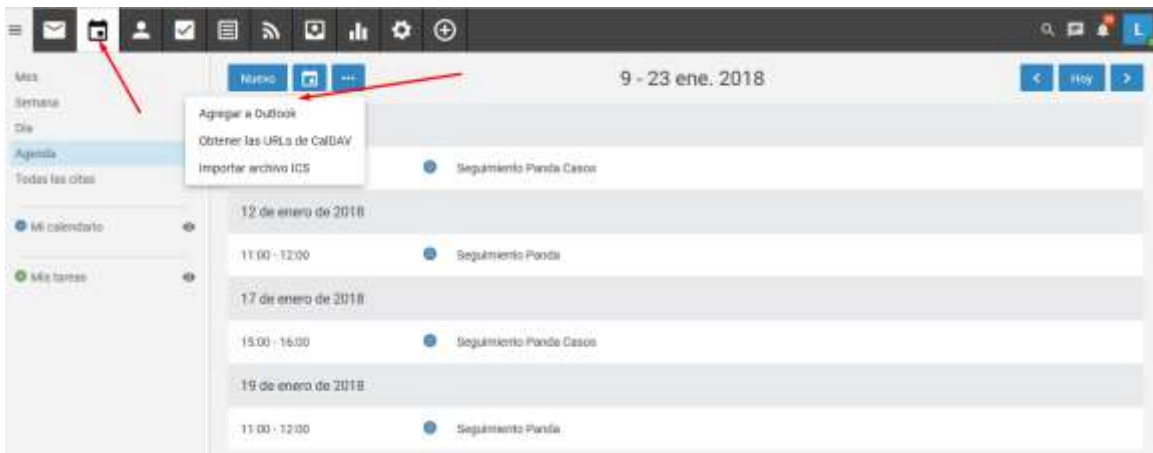 L
Mes
Semana
Día
Agenda
Todas las citas
Mi calendario
Mis tareas
Nuevo
9 - 23 ene. 2018
Hoy
Agregar a Outlook
Obtener las URLs de CalDAV
Importar archivo ICS
Seguimiento Panda Casos
12 de enero de 2018
11:00 - 12:00 Seguimiento Panda
17 de enero de 2018
15:00 - 16:00 Seguimiento Panda Casos
19 de enero de 2018
11:00 - 12:00 Seguimiento Panda